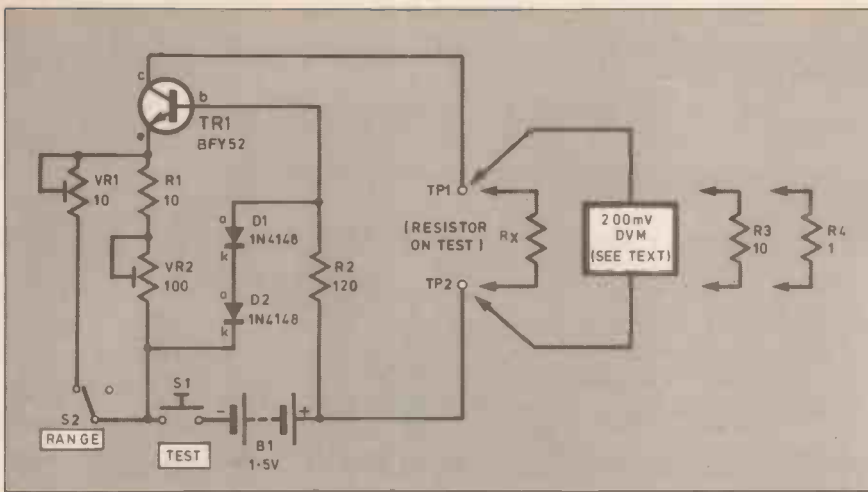 c
b
TR1
BFY52
e
VR1
10
R1
10
VR2
100
a
D1
1N4148
k
a
D2
1N4148
k
R2
120
TP1
(RESISTOR
ON TEST)
RX
TP2
200mV
DVM
(SEE TEXT)
R3
10
R4
1
S2
RANGE
S1
TEST
-
+
B1
1·5V